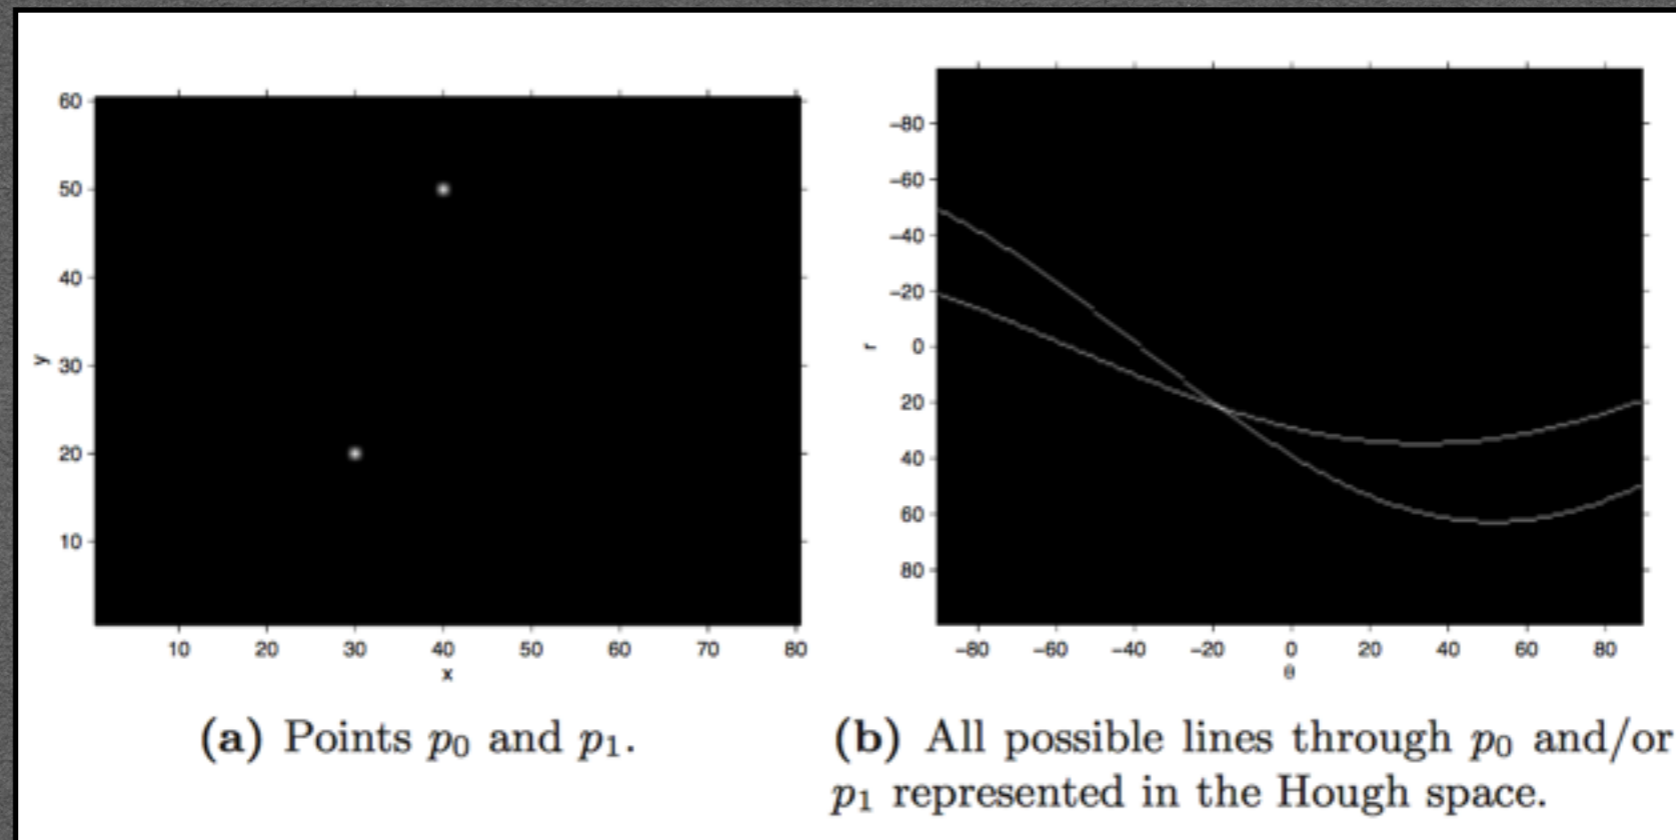 60
50
40
30
20
10
y
10 20 30 40 50 60 70 80
x
(a) Points p₀ and p₁.
−80
−60
−40
−20
0
20
40
60
80
r
−80 −60 −40 −20 0 20 40 60 80
θ
(b) All possible lines through p₀ and/or
p₁ represented in the Hough space.